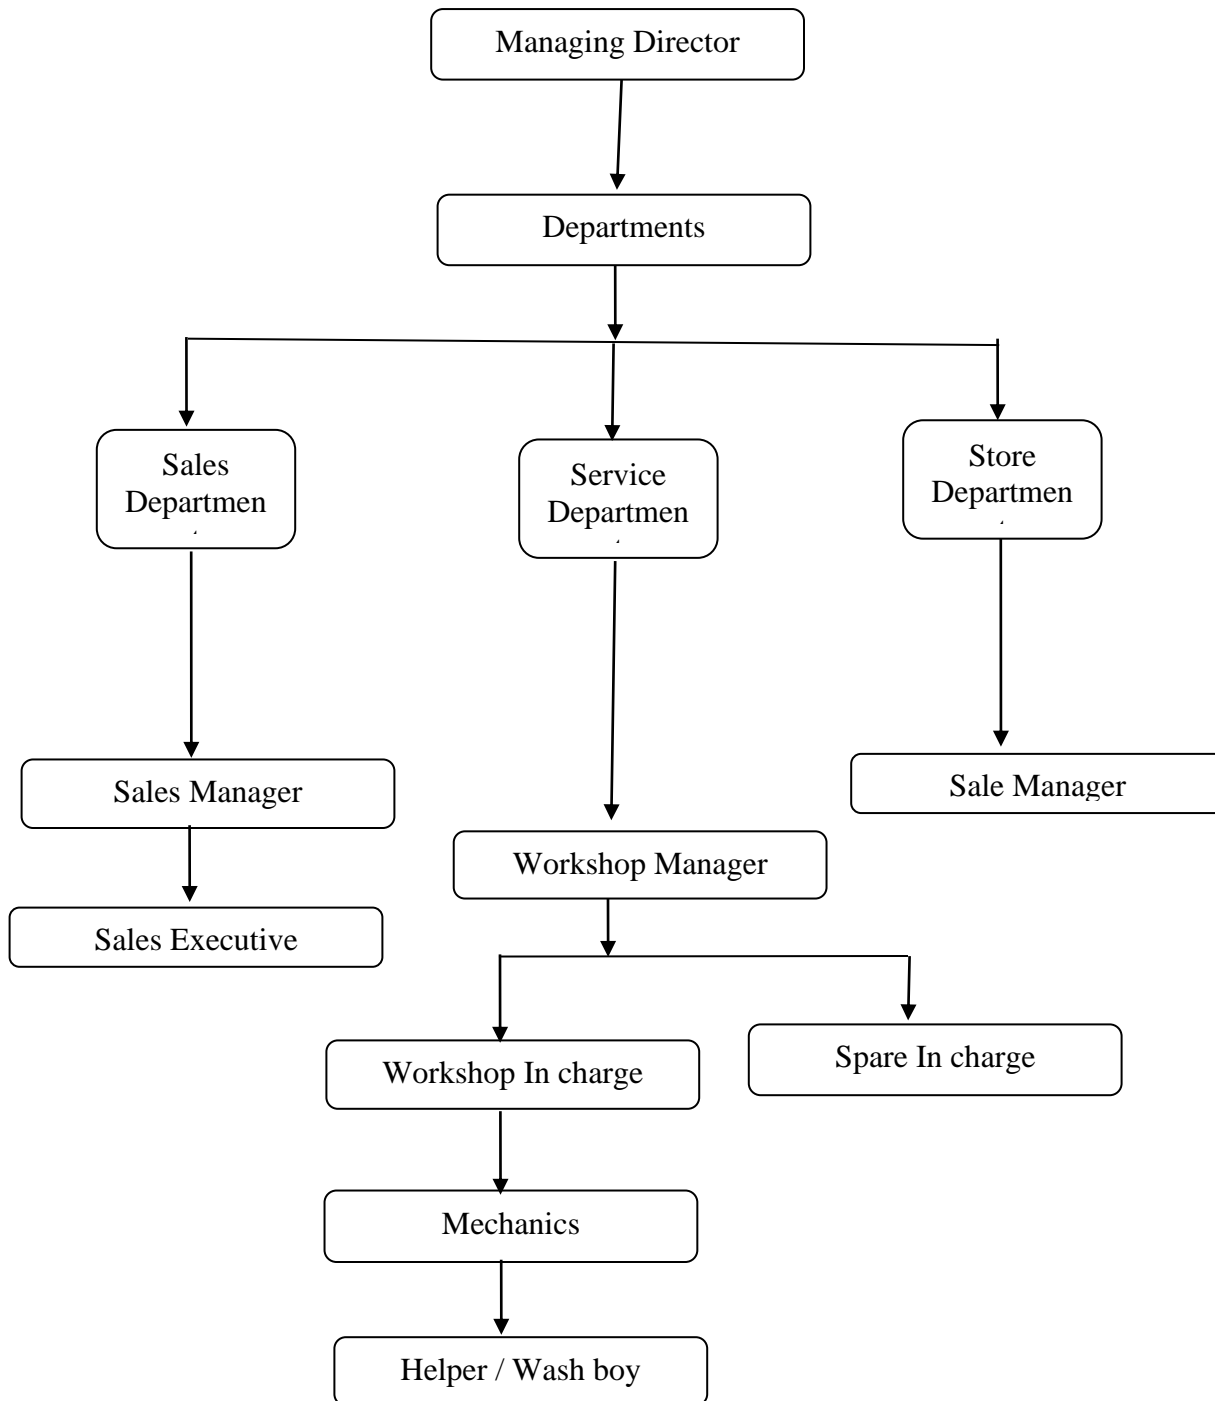 Managing Director
Departments
Sales
Departmen
Service
Departmen
Store
Departmen
Sales Manager
Sale Manager
Workshop Manager
Sales Executive
Workshop In charge
Spare In charge
Mechanics
Helper / Wash boy